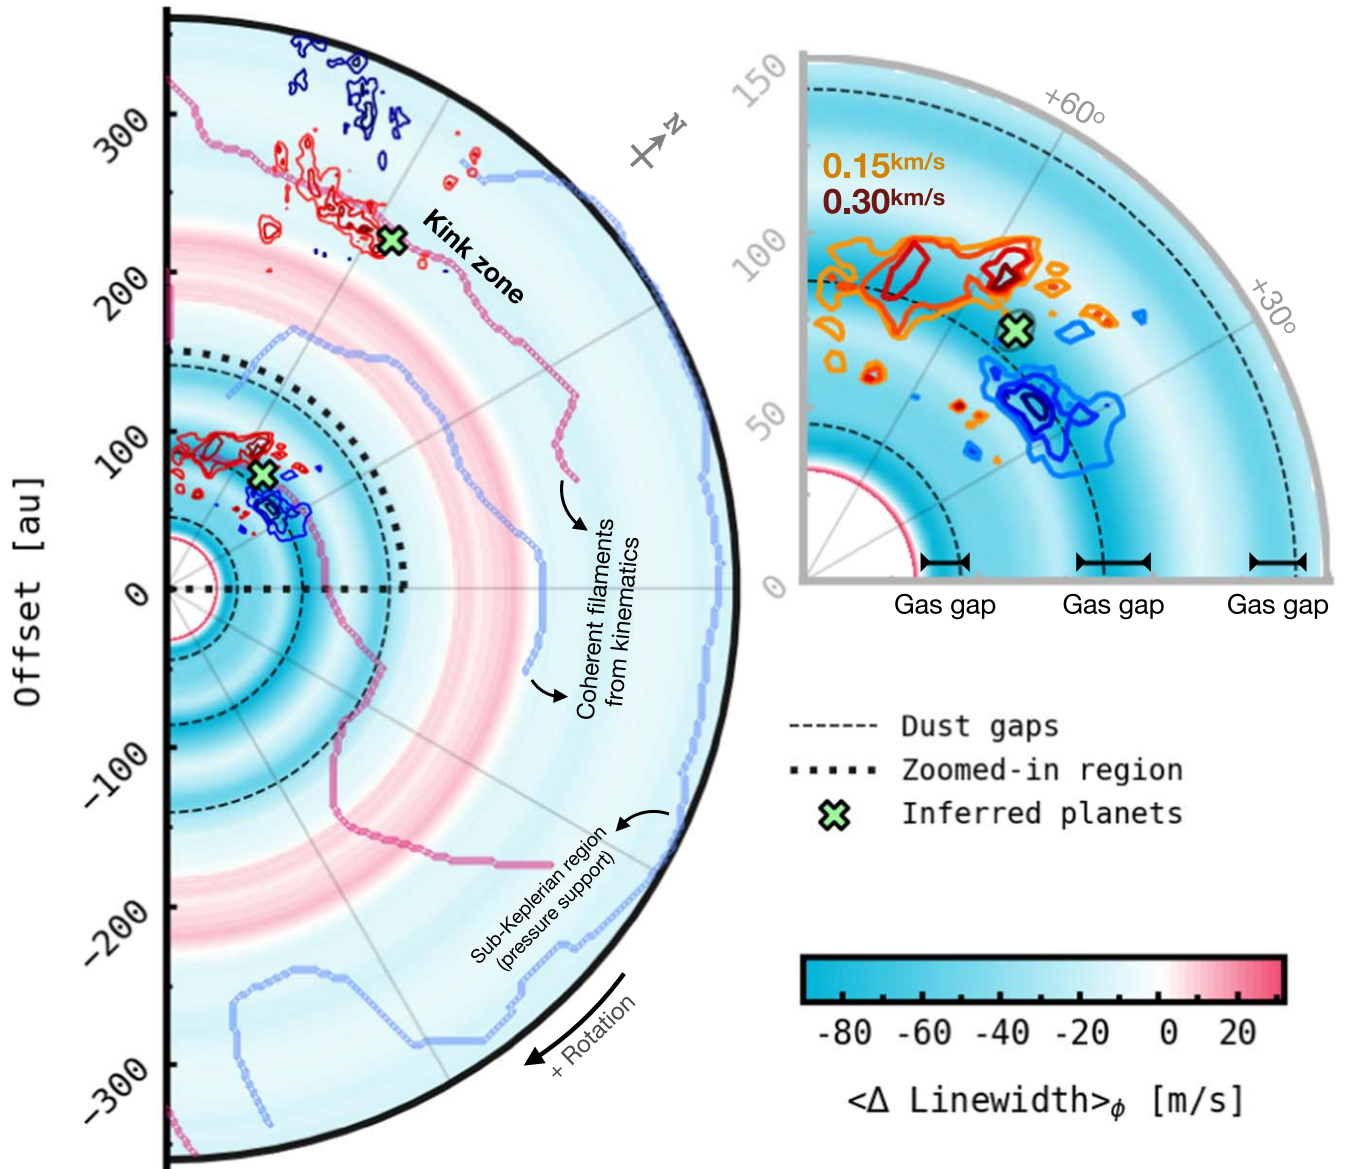 Offset [au]
300
200
100
0
-100
-200
-300
Kink zone
Coherent filaments
from kinematics
Sub-Keplerian region
(pressure support)
+ Rotation
N
150
100
50
0
+60°
+30°
0.15km/s
0.30km/s
Gas gap
Gas gap
Gas gap
Dust gaps
Zoomed-in region
Inferred planets
-80
-60
-40
-20
0
20
<Δ Linewidth>ϕ [m/s]